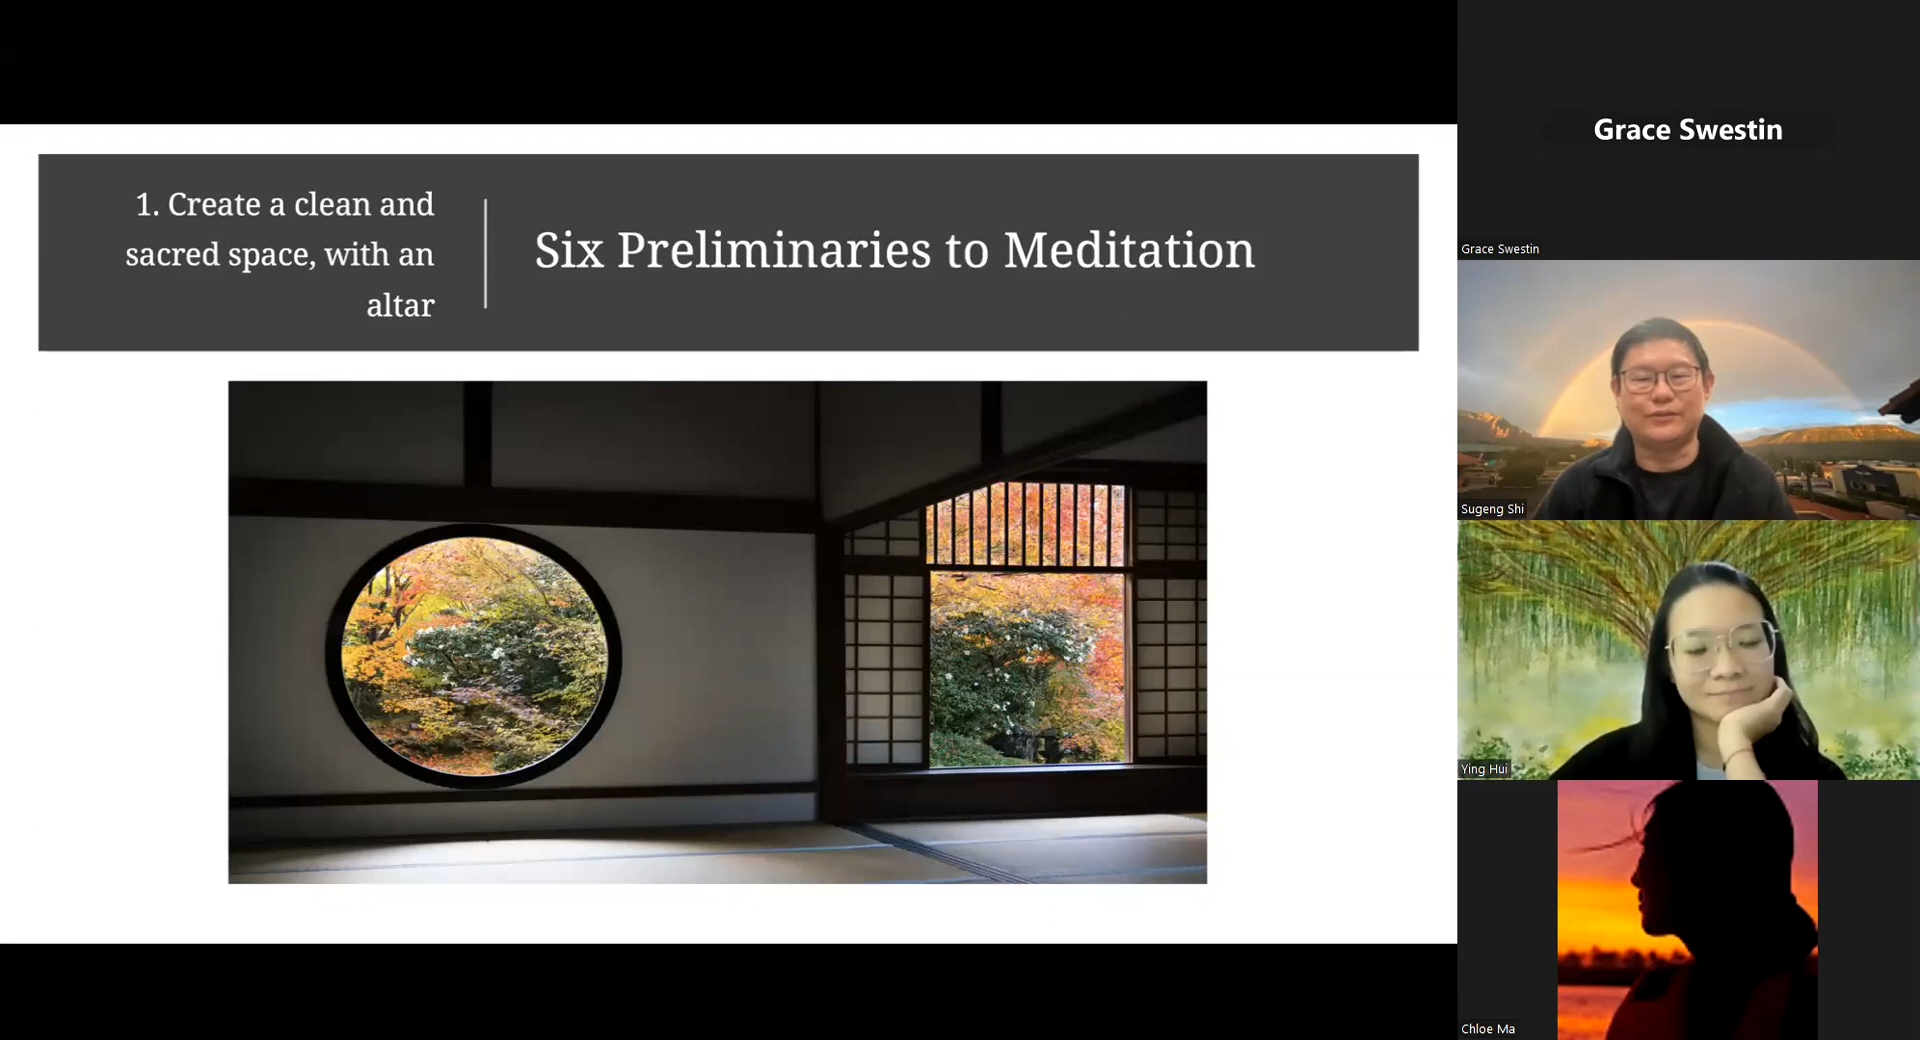 1. Create a clean and
sacred space, with an
altar
Six Preliminaries to Meditation
Grace Swestin
Grace Swestin
Sugeng Shi
Ying Hui
Chloe Ma